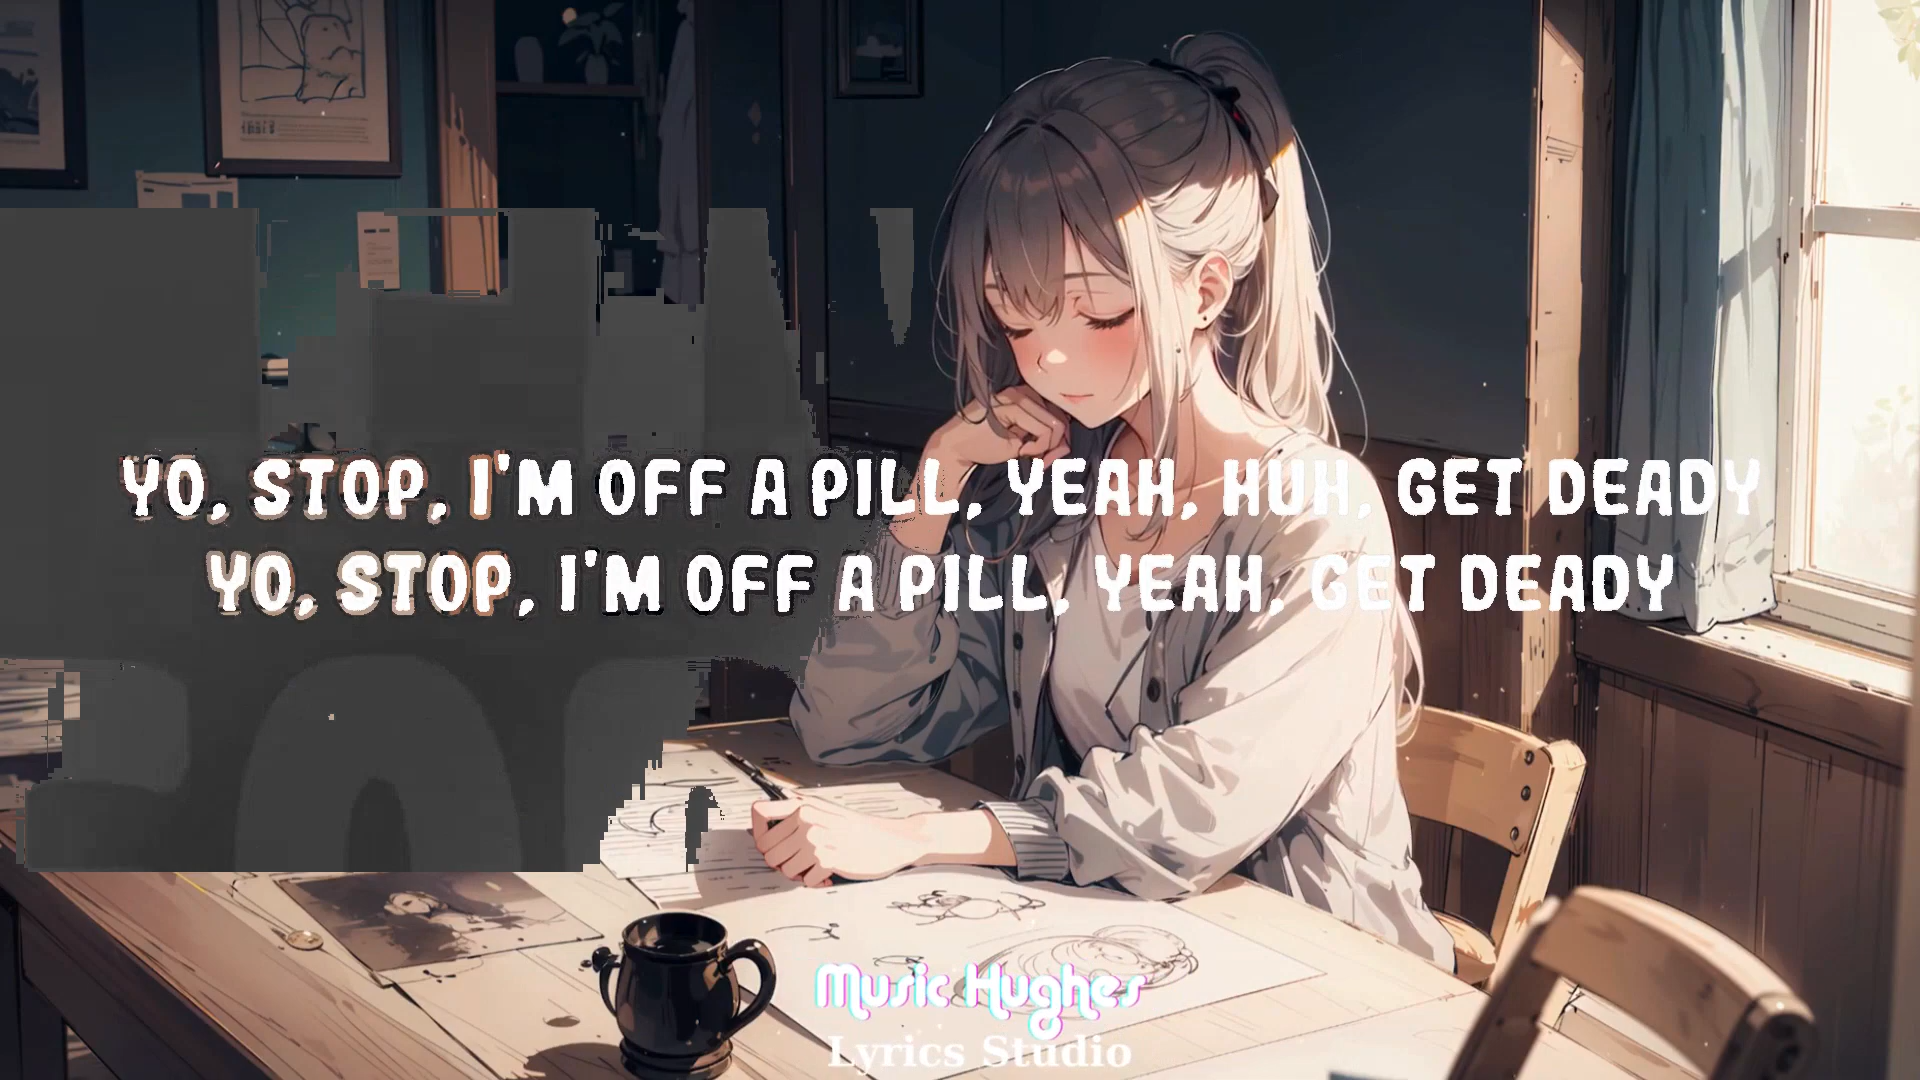 YO, STOP, I'M OFF A PILL, YEAH, HUH, GET DEADY
YO, STOP, I'M OFF A PILL, YEAH, GET DEADY
Music Hughes
Lyrics Studio